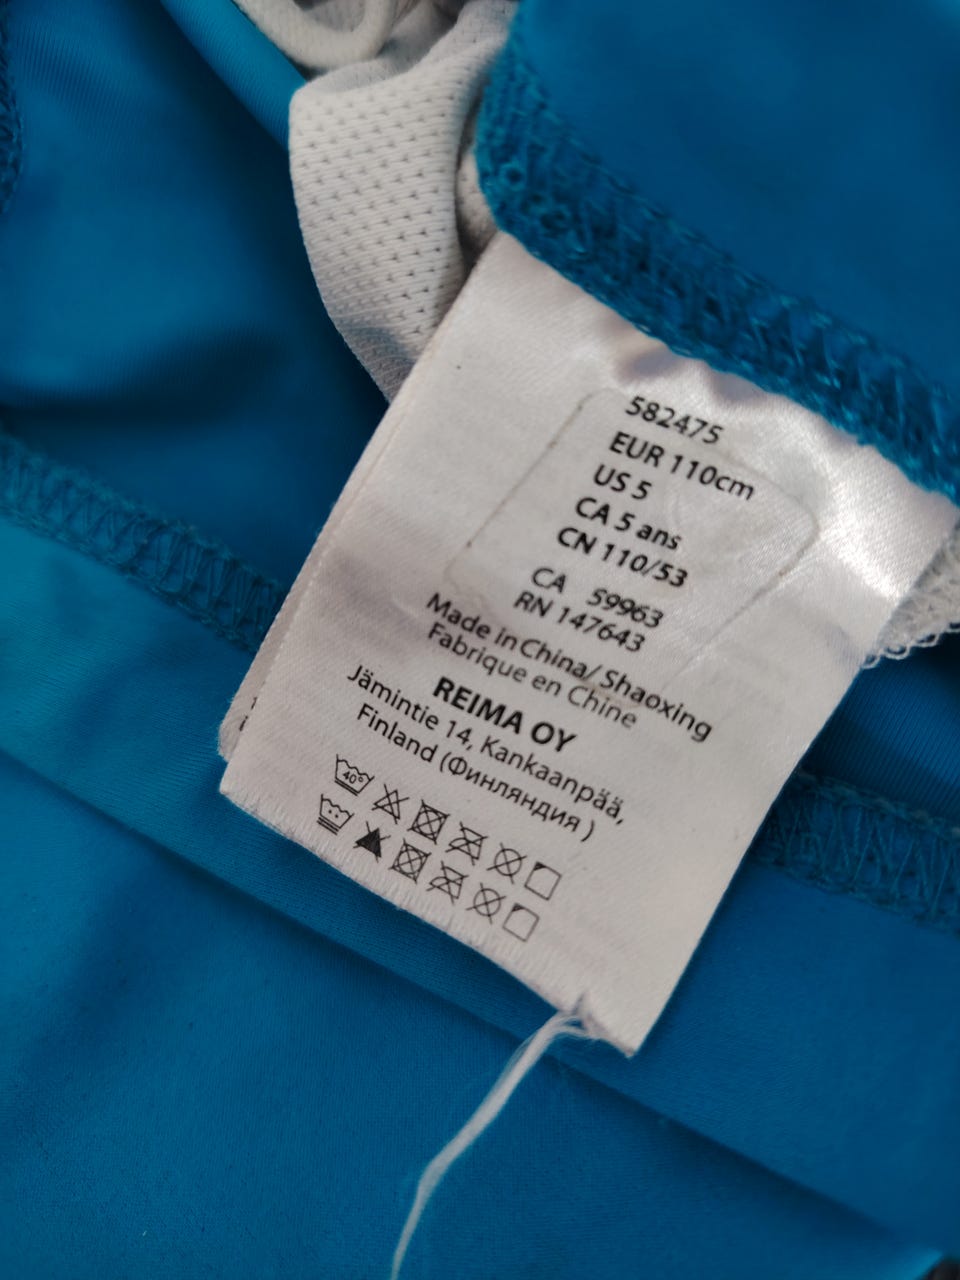 582475
EUR 110cm
US 5
CA 5 ans
CN 110/53
CA 59963
RN 147643
Made in China/ Shaoxing
Fabrique en Chine
REIMA OY
Jämintie 14, Kankaanpää,
Finland (Финляндия )
40°